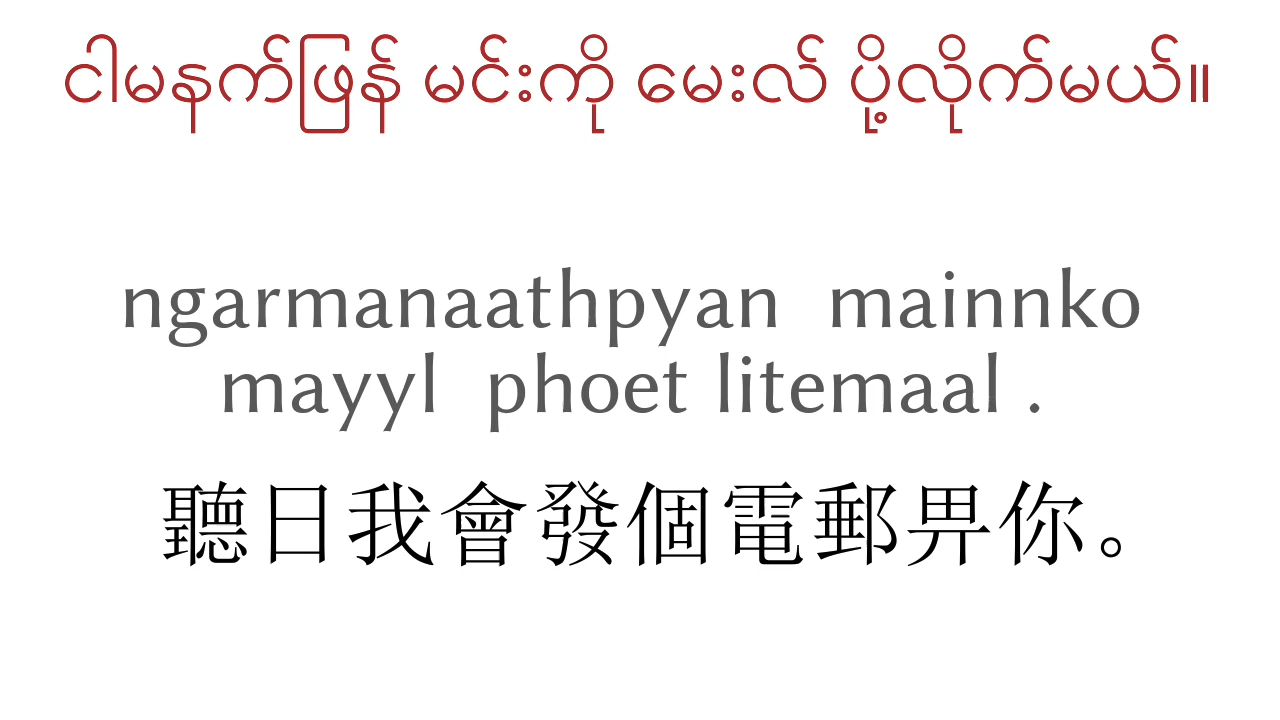 ငါမနက်ဖြန် မင်းကို မေးလ် ပို့လိုက်မယ်။
ngarmanaathpyan mainnko
mayyl phoet litemaal .
聽日我會發個電郵畀你。